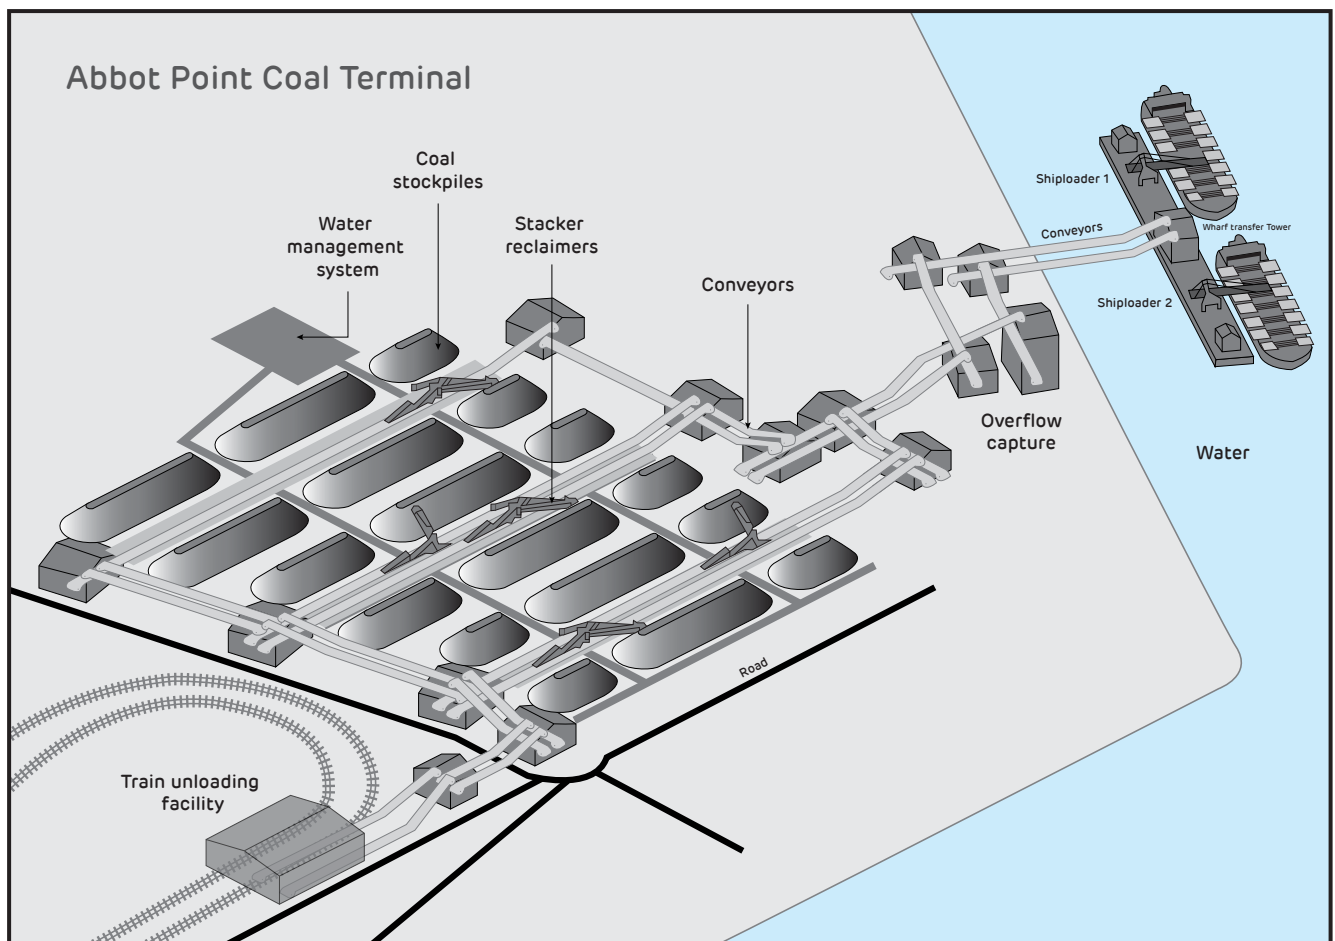 Abbot Point Coal Terminal
Coal
stockpiles
Water
management
system
Stacker
reclaimers
Conveyors
Shiploader 1
Conveyors
Wharf transfer Tower
Shiploader 2
Overflow
capture
Water
Road
Train unloading
facility